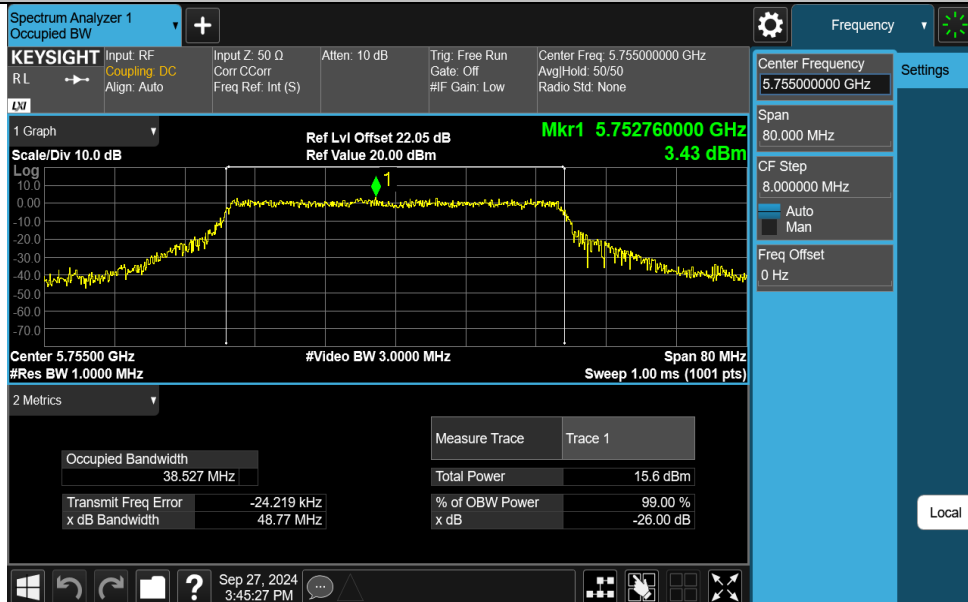 Spectrum Analyzer 1
Occupied BW
+
Frequency
KEYSIGHT
R L
LXI
Input: RF
Coupling: DC
Align: Auto
Input Z: 50 Ω
Corr CCorr
Freq Ref: Int (S)
Atten: 10 dB
Trig: Free Run
Gate: Off
#IF Gain: Low
Center Freq: 5.755000000 GHz
Avg|Hold: 50/50
Radio Std: None
1 Graph
Scale/Div 10.0 dB
Ref Lvl Offset 22.05 dB
Ref Value 20.00 dBm
Mkr1 5.752760000 GHz
3.43 dBm
Log
10.0
0.00
-10.0
-20.0
-30.0
-40.0
-50.0
-60.0
-70.0
1
Center 5.75500 GHz
#Res BW 1.0000 MHz
#Video BW 3.0000 MHz
Span 80 MHz
Sweep 1.00 ms (1001 pts)
2 Metrics
Occupied Bandwidth
38.527 MHz
Transmit Freq Error -24.219 kHz
x dB Bandwidth 48.77 MHz
Measure Trace Trace 1
Total Power 15.6 dBm
% of OBW Power 99.00 %
x dB -26.00 dB
Center Frequency
5.755000000 GHz
Span
80.000 MHz
CF Step
8.000000 MHz
Auto
Man
Freq Offset
0 Hz
Settings
Local
?
Sep 27, 2024
3:45:27 PM